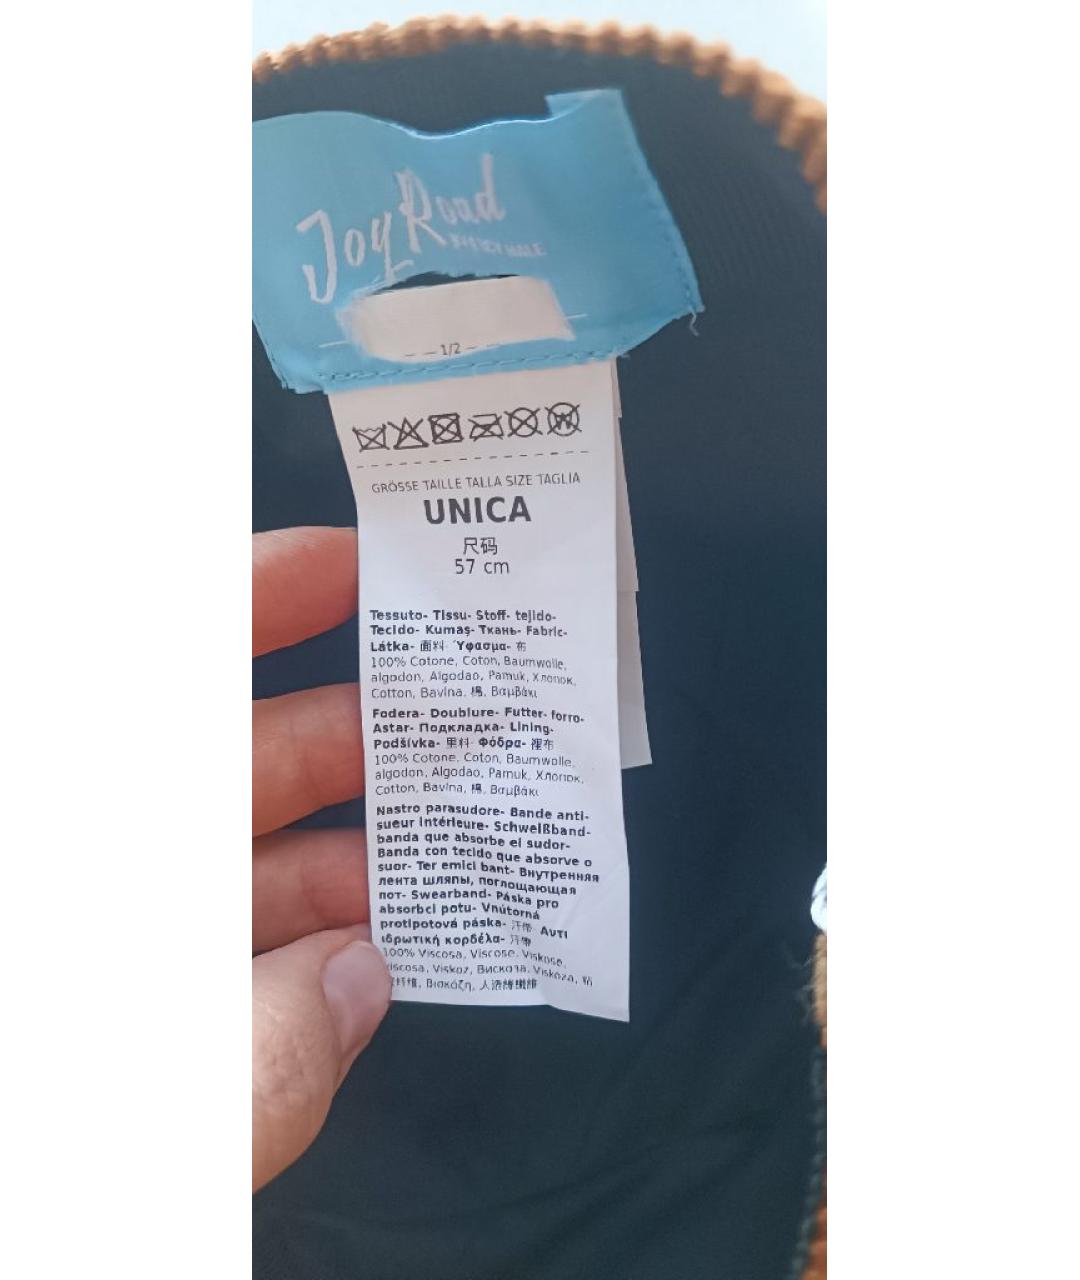 Joy Road
1/2
GRÖSSE TAILLE TALLA SIZE TAGLIA
UNICA
尺码
57 cm
Tessuto- Tissu- Stoff- tejido-
Tecido- Kumaş- Ткань- Fabric-
Látka- 面料- Ύφασμα- 布
100% Cotone, Coton, Baumwolle,
algodon, Algodao, Pamuk, Хлопок,
Cotton, Bavlna, 棉, Βαμβάκι
Fodera- Doublure- Futter- forro-
Astar- Подкладка- Lining-
Podšívka- 里料- Φόδρα- 裡布
100% Cotone, Coton, Baumwolle,
algodon, Algodao, Pamuk, Хлопок,
Cotton, Bavlna, 棉, Βαμβάκι
Nastro parasudore- Bande anti-
sueur intérieure- Schweißband-
banda que absorbe el sudor-
Banda con tecido que absorve o
suor- Ter emici bant- Внутренняя
лента шляпы, поглощающая
пот- Swearband- Páska pro
absorbci potu- Vnútorná
protipotová páska- 汗带- Αντι
ιδρωτική κορδέλα- 汗帶
100% Viscosa, Viscose, Viskose,
viscosa, Viskoz, Вискоза, Viskoza, 粘
纤维, Βισκόζη, 人造絲纖維